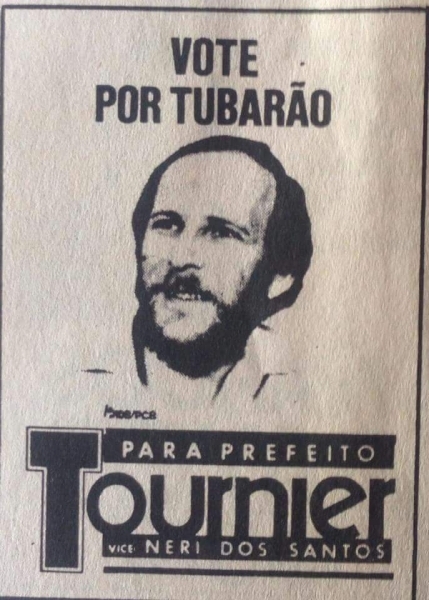 VOTE
POR TUBARÃO
PARA PREFEITO
Tournier
VICE: NERI DOS SANTOS